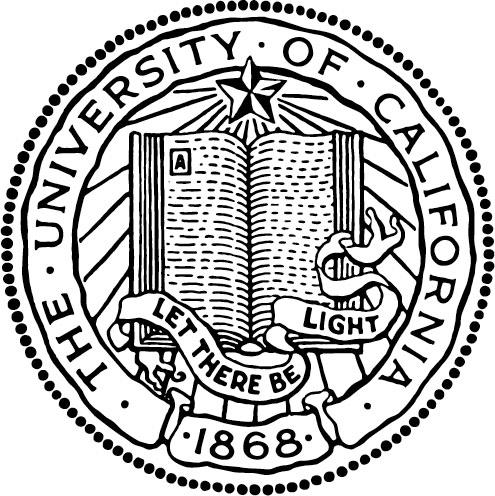 · THE · UNIVERSITY · OF · CALIFORNIA ·
A
LET THERE BE
LIGHT
· 1868 ·